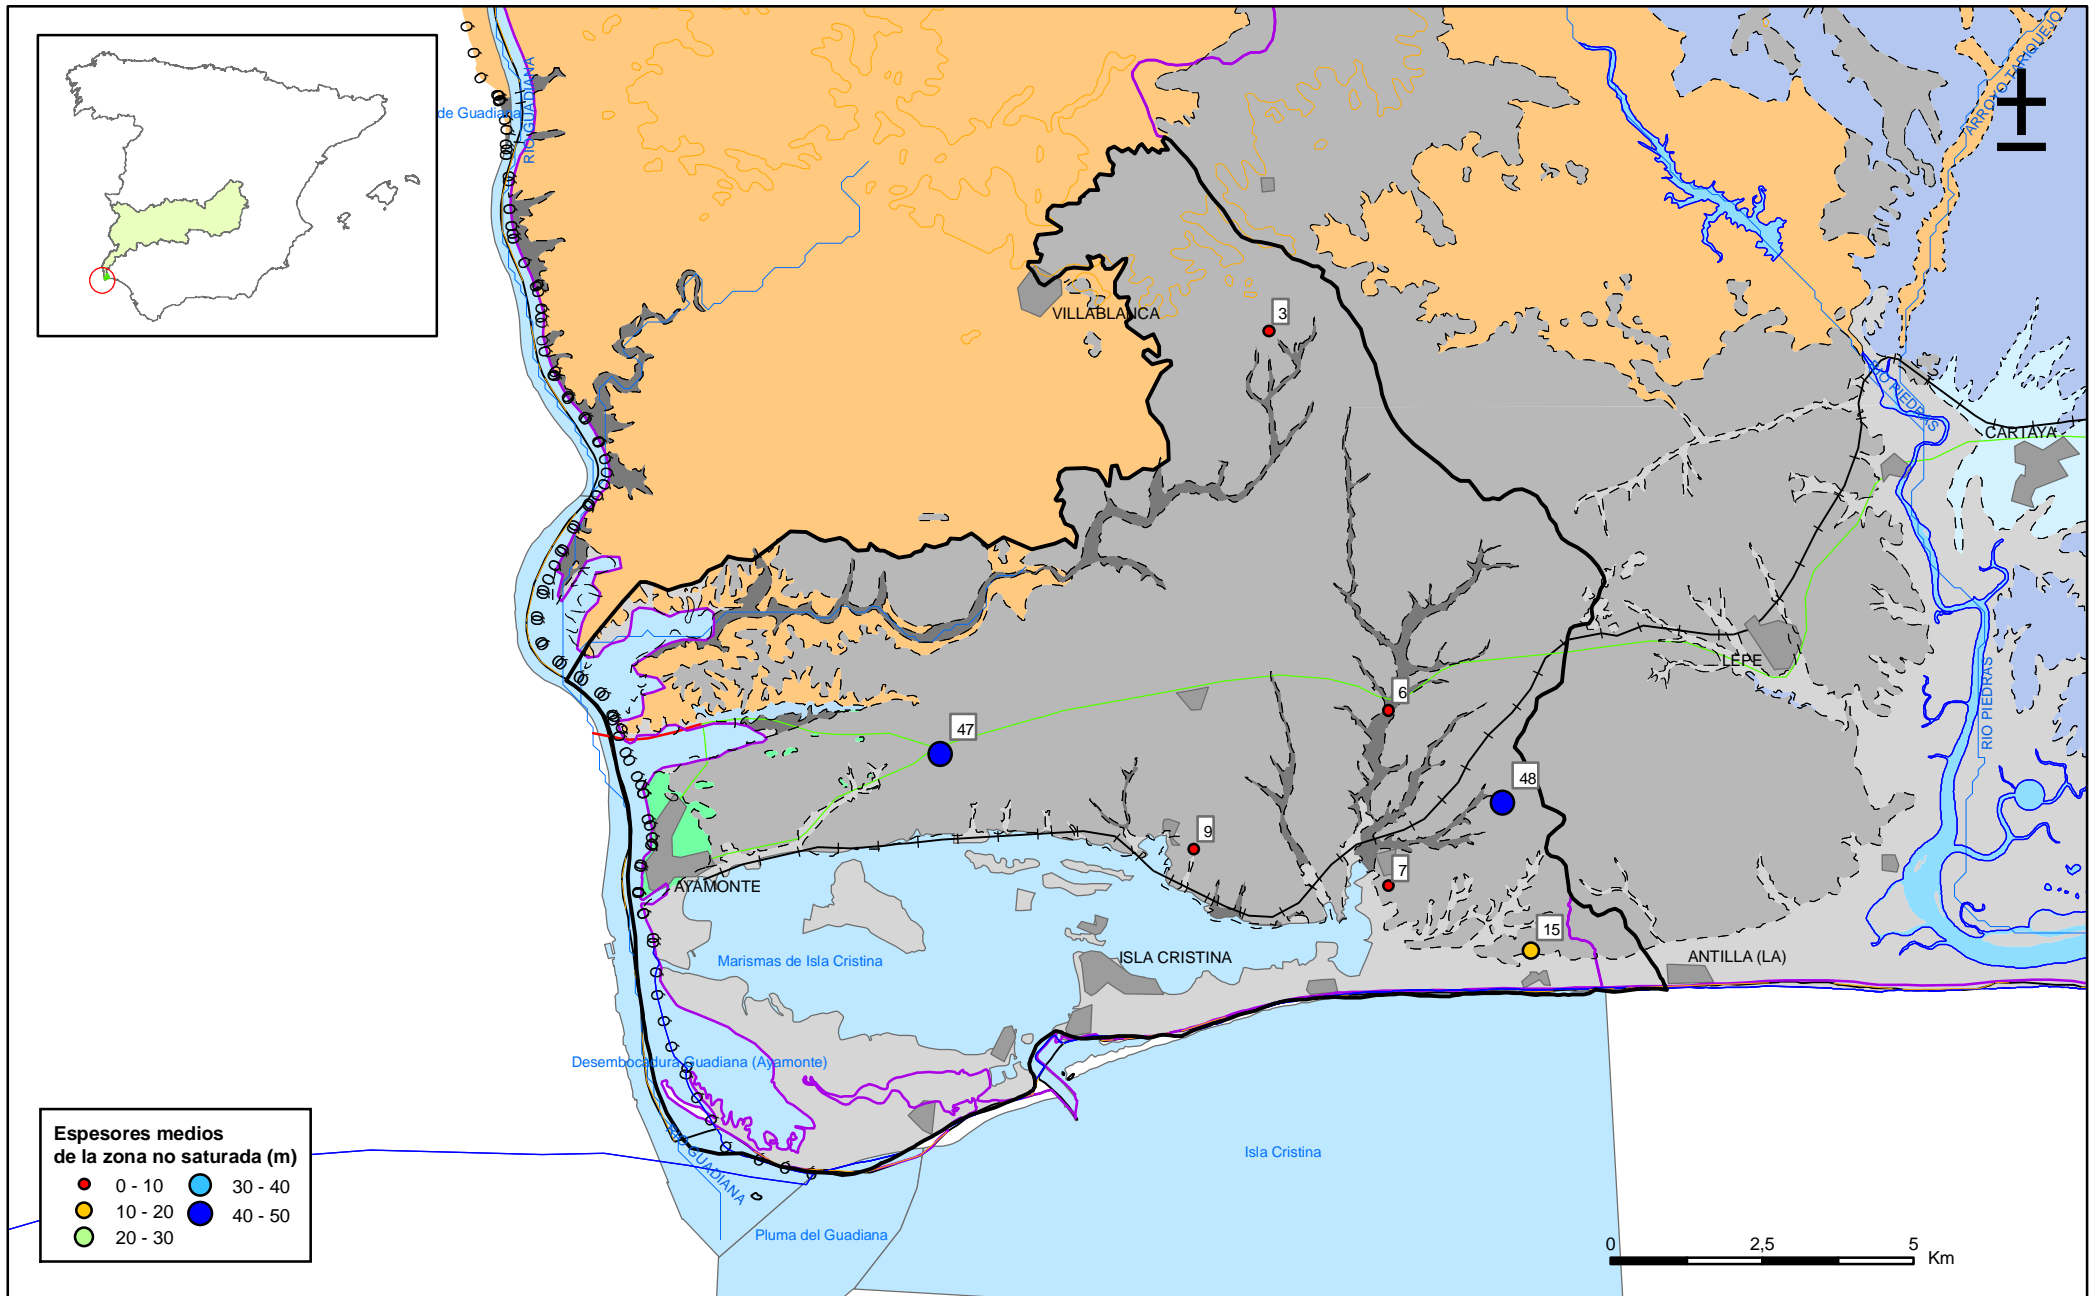 RIO GUADIANA
de Guadiana
ARROYO TARIQUEJO
VILLABLANCA
3
RIO PIEDRAS
CARTAYA
LEPE
6
RIO PIEDRAS
47
48
9
7
AYAMONTE
15
Marismas de Isla Cristina
ISLA CRISTINA
ANTILLA (LA)
Desembocadura Guadiana (Ayamonte)
RIO GUADIANA
Isla Cristina
Pluma del Guadiana
Espesores medios
de la zona no saturada (m)
0 - 10
30 - 40
10 - 20
40 - 50
20 - 30
0 2,5 5
Km